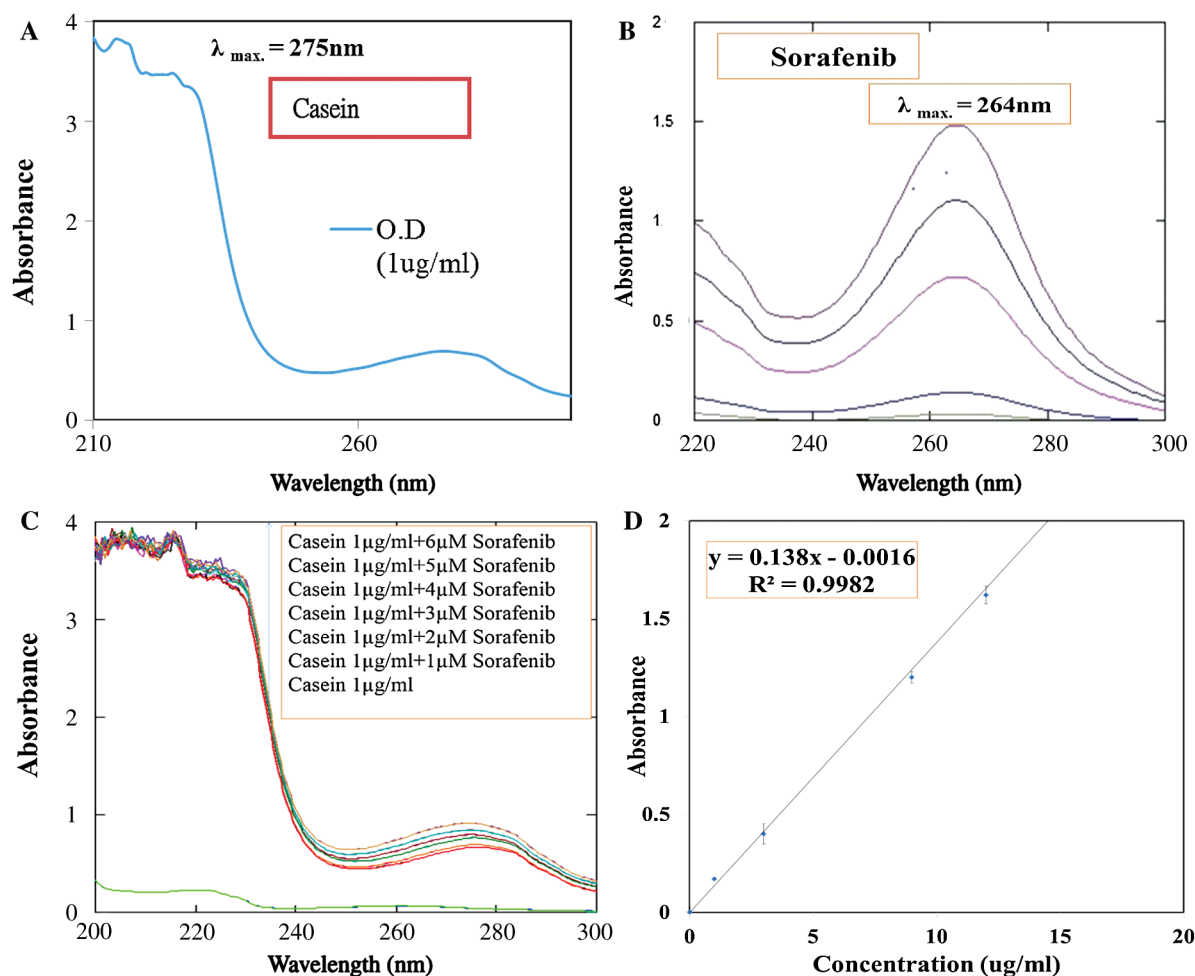 A
λ max. = 275nm
Casein
O.D
(1ug/ml)
Absorbance
4
3
2
1
0
210
260
Wavelength (nm)
B
Sorafenib
λ max. = 264nm
Absorbance
2
1.5
1
0.5
0
220
240
260
280
300
Wavelength (nm)
C
Casein 1µg/ml+6µM Sorafenib
Casein 1µg/ml+5µM Sorafenib
Casein 1µg/ml+4µM Sorafenib
Casein 1µg/ml+3µM Sorafenib
Casein 1µg/ml+2µM Sorafenib
Casein 1µg/ml+1µM Sorafenib
Casein 1µg/ml
Absorbance
4
3
2
1
0
200
220
240
260
280
300
Wavelength (nm)
D
y = 0.138x - 0.0016
R² = 0.9982
Absorbance
2
1.5
1
0.5
0
0
5
10
15
20
Concentration (ug/ml)